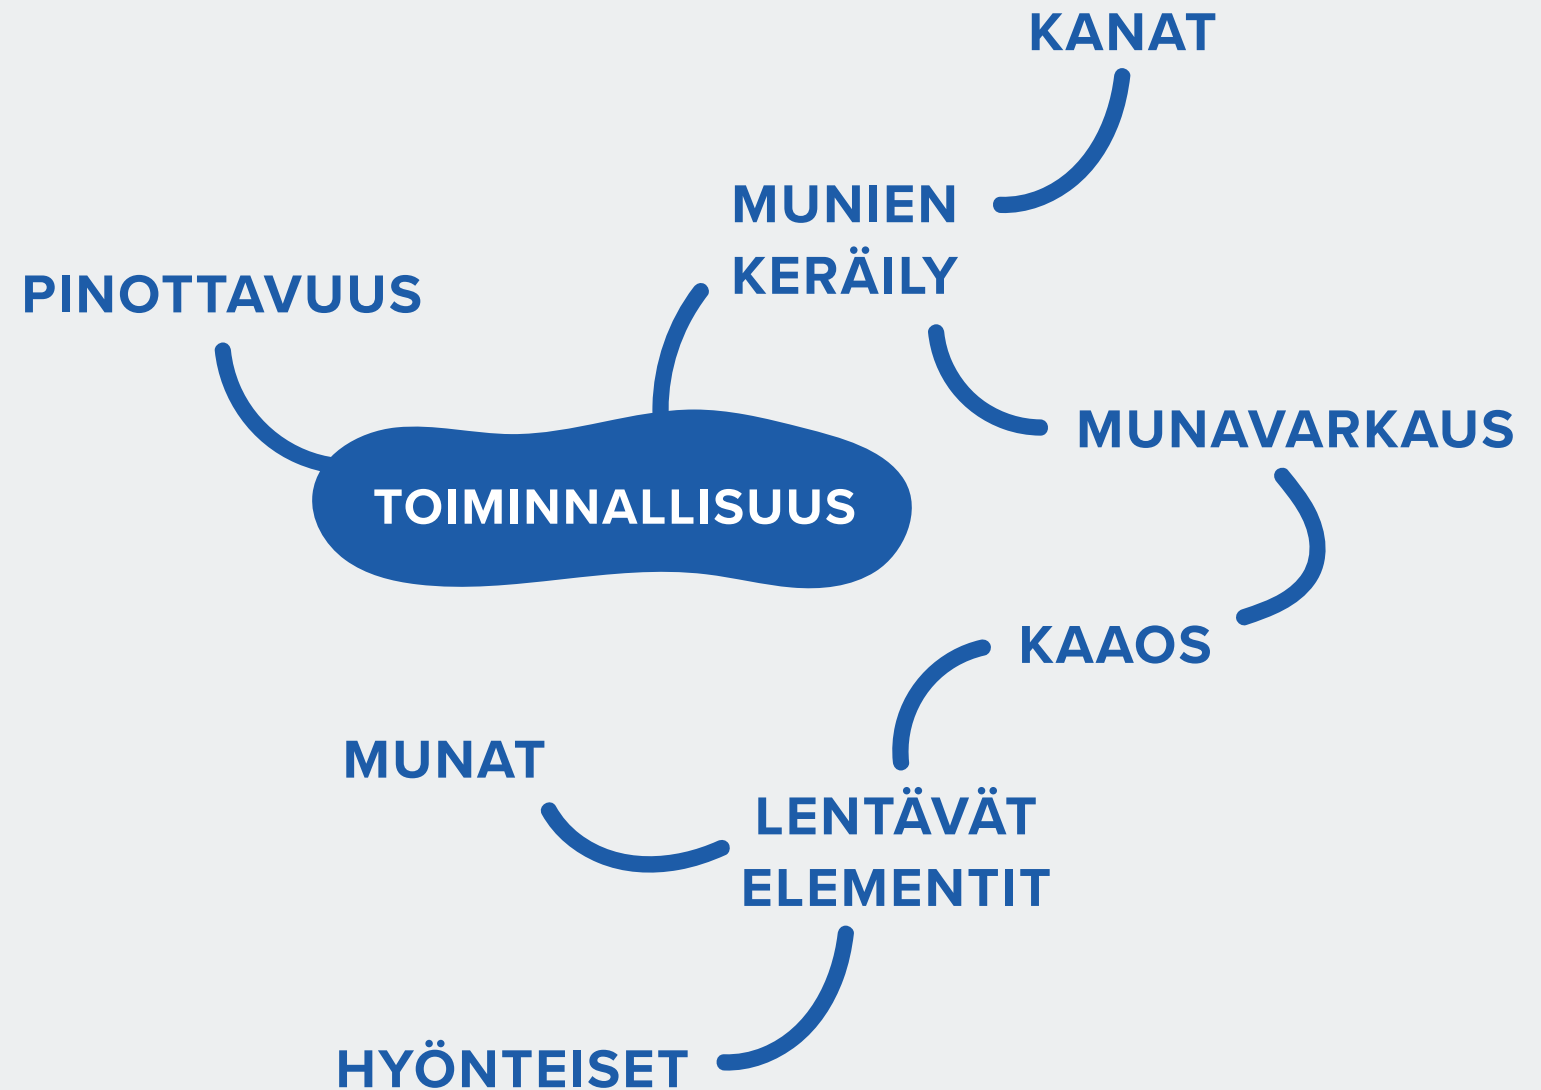 KANAT
MUNIEN
KERÄILY
PINOTTAVUUS
MUNAVARKAUS
TOIMINNALLISUUS
KAAOS
MUNAT
LENTÄVÄT
ELEMENTIT
HYÖNTEISET